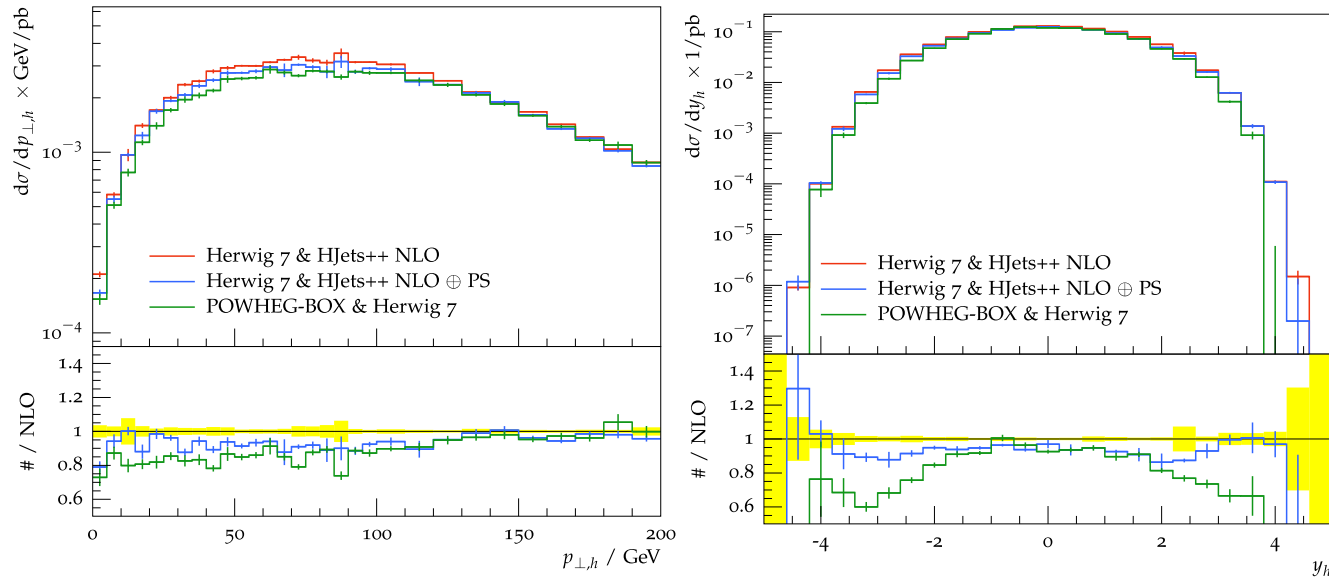 dσ/dp⊥,h × GeV/pb
10⁻³
10⁻⁴
Herwig 7 & HJets++ NLO
Herwig 7 & HJets++ NLO ⊕ PS
POWHEG-BOX & Herwig 7
# / NLO
1.4
1.2
1
0.8
0.6
0 50 100 150 200
p⊥,h / GeV
dσ/dyh × 1/pb
10⁻¹
10⁻²
10⁻³
10⁻⁴
10⁻⁵
10⁻⁶
10⁻⁷
Herwig 7 & HJets++ NLO
Herwig 7 & HJets++ NLO ⊕ PS
POWHEG-BOX & Herwig 7
# / NLO
1.4
1.2
1
0.8
0.6
-4 -2 0 2 4
yh